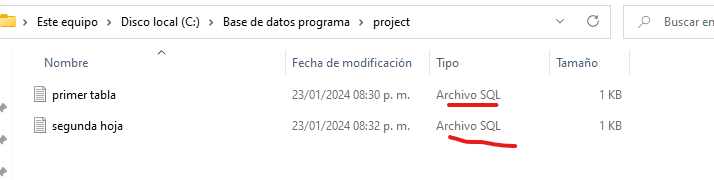 Este equipo > Disco local (C:) > Base de datos programa > project
Buscar en
Nombre Fecha de modificación Tipo Tamaño
primer tabla 23/01/2024 08:30 p. m. Archivo SQL 1 KB
segunda hoja 23/01/2024 08:32 p. m. Archivo SQL 1 KB